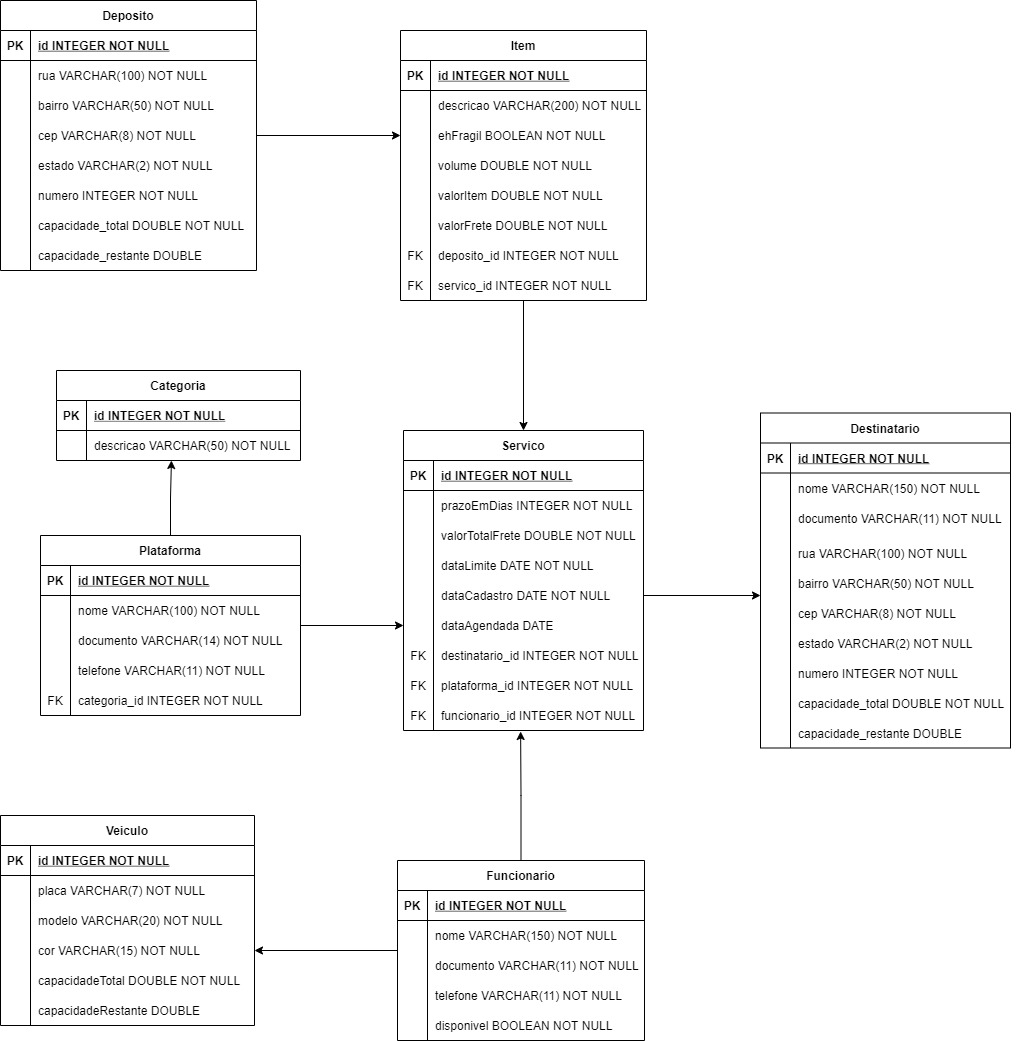 Deposito
PK id INTEGER NOT NULL
rua VARCHAR(100) NOT NULL
bairro VARCHAR(50) NOT NULL
cep VARCHAR(8) NOT NULL
estado VARCHAR(2) NOT NULL
numero INTEGER NOT NULL
capacidade_total DOUBLE NOT NULL
capacidade_restante DOUBLE
Item
PK id INTEGER NOT NULL
descricao VARCHAR(200) NOT NULL
ehFragil BOOLEAN NOT NULL
volume DOUBLE NOT NULL
valorItem DOUBLE NOT NULL
valorFrete DOUBLE NOT NULL
FK deposito_id INTEGER NOT NULL
FK servico_id INTEGER NOT NULL
Categoria
PK id INTEGER NOT NULL
descricao VARCHAR(50) NOT NULL
Plataforma
PK id INTEGER NOT NULL
nome VARCHAR(100) NOT NULL
documento VARCHAR(14) NOT NULL
telefone VARCHAR(11) NOT NULL
FK categoria_id INTEGER NOT NULL
Servico
PK id INTEGER NOT NULL
prazoEmDias INTEGER NOT NULL
valorTotalFrete DOUBLE NOT NULL
dataLimite DATE NOT NULL
dataCadastro DATE NOT NULL
dataAgendada DATE
FK destinatario_id INTEGER NOT NULL
FK plataforma_id INTEGER NOT NULL
FK funcionario_id INTEGER NOT NULL
Destinatario
PK id INTEGER NOT NULL
nome VARCHAR(150) NOT NULL
documento VARCHAR(11) NOT NULL
rua VARCHAR(100) NOT NULL
bairro VARCHAR(50) NOT NULL
cep VARCHAR(8) NOT NULL
estado VARCHAR(2) NOT NULL
numero INTEGER NOT NULL
capacidade_total DOUBLE NOT NULL
capacidade_restante DOUBLE
Veiculo
PK id INTEGER NOT NULL
placa VARCHAR(7) NOT NULL
modelo VARCHAR(20) NOT NULL
cor VARCHAR(15) NOT NULL
capacidadeTotal DOUBLE NOT NULL
capacidadeRestante DOUBLE
Funcionario
PK id INTEGER NOT NULL
nome VARCHAR(150) NOT NULL
documento VARCHAR(11) NOT NULL
telefone VARCHAR(11) NOT NULL
disponivel BOOLEAN NOT NULL